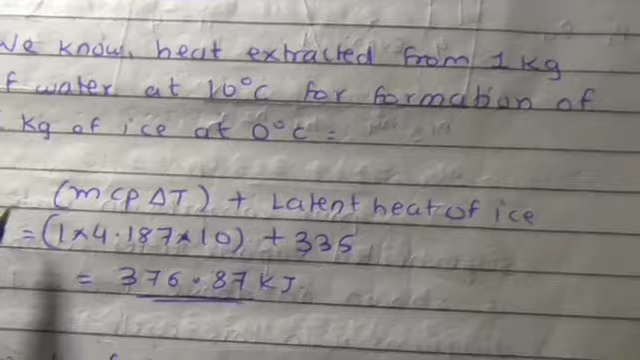 We know, heat extracted from 1 kg
f water at 10°C for formation of
kg of ice at 0°C =
(mcp ΔT) + Latent heat of ice
= (1×4.187×10) + 335
= 376.87 KJ.